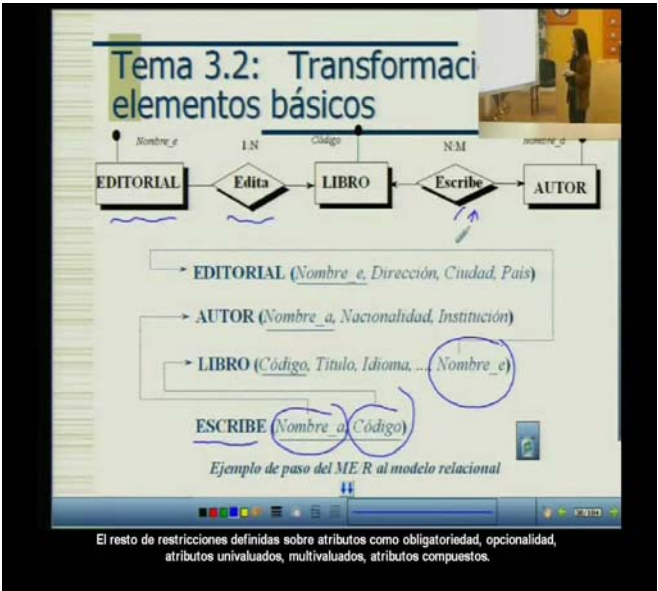 Tema 3.2: Transformaci
elementos básicos
Nombre_e
1:N
Código
N:M
Nombre_a
EDITORIAL
Edita
LIBRO
Escribe
AUTOR
EDITORIAL (Nombre_e, Dirección, Ciudad, País)
AUTOR (Nombre_a, Nacionalidad, Institución)
LIBRO (Código, Titulo, Idioma, ..., Nombre_e)
ESCRIBE (Nombre_a, Código)
Ejemplo de paso del ME/R al modelo relacional
El resto de restricciones definidas sobre atributos como obligatoriedad, opcionalidad,
atributos univaluados, multivaluados, atributos compuestos.